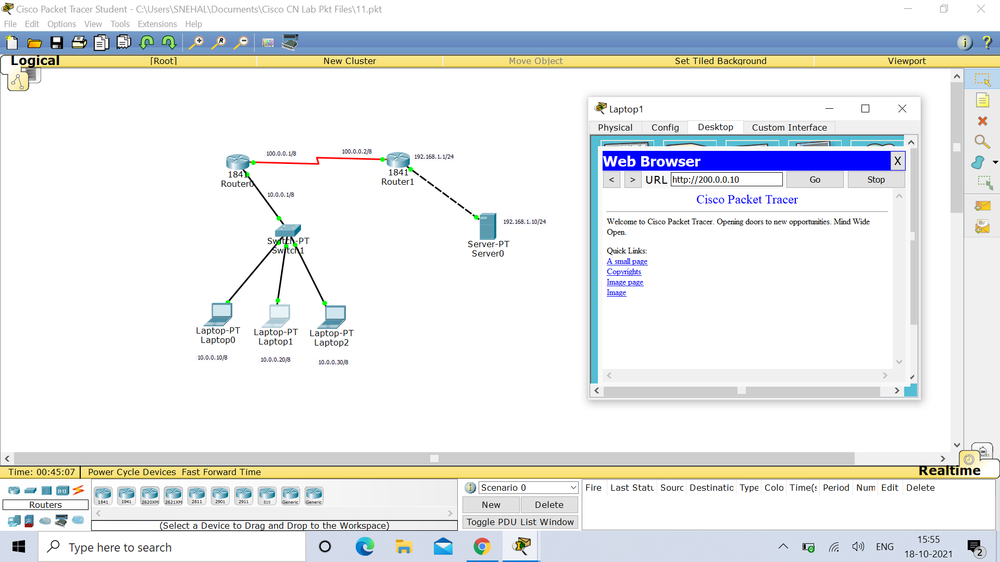 Cisco Packet Tracer Student - C:\Users\SNEHAL\Documents\Cisco CN Lab Pkt Files\11.pkt
File Edit Options View Tools Extensions Help
Logical [Root] New Cluster Move Object Set Tiled Background Viewport
100.0.0.1/8
100.0.0.2/8
192.168.1.1/24
1841
Router0
1841
Router1
10.0.0.1/8
192.168.1.10/24
Switch-PT
Switch1
Server-PT
Server0
Laptop-PT
Laptop0
Laptop-PT
Laptop1
Laptop-PT
Laptop2
10.0.0.10/8
10.0.0.20/8
10.0.0.30/8
Laptop1
Physical Config Desktop Custom Interface
Web Browser X
< > URL http://200.0.0.10 Go Stop
Cisco Packet Tracer
Welcome to Cisco Packet Tracer. Opening doors to new opportunities. Mind Wide
Open.
Quick Links:
A small page
Copyrights
Image page
Image
Time: 00:45:07 Power Cycle Devices Fast Forward Time Realtime
Routers
1841 1941 2620XM 2621XM 2811 2901 2911 819 Generic Generic
(Select a Device to Drag and Drop to the Workspace)
Scenario 0
New Delete
Toggle PDU List Window
Fire Last Statu Sourc Destinatic Type Colo Time(s Period Num Edit Delete
Type here to search
ENG
15:55
18-10-2021
2